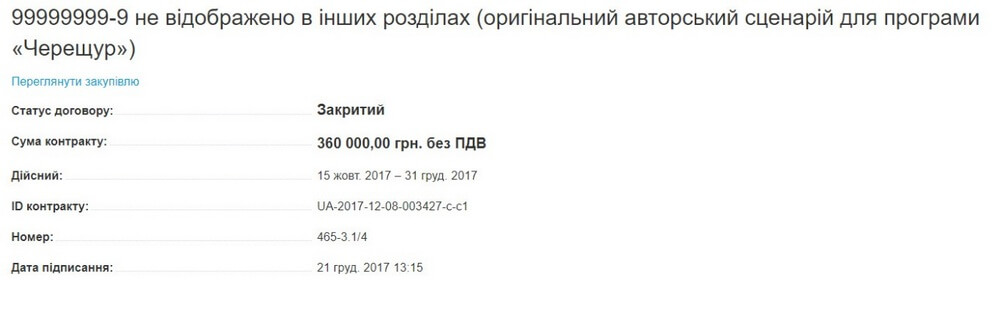 99999999-9 не відображено в інших розділах (оригінальний авторський сценарій для програми
«Черещур»)
Переглянути закупівлю
Статус договору: Закритий
Сума контракту: 360 000,00 грн. без ПДВ
Дійсний: 15 жовт. 2017 – 31 груд. 2017
ID контракту: UA-2017-12-08-003427-c-c1
Номер: 465-3.1/4
Дата підписання: 21 груд. 2017 13:15